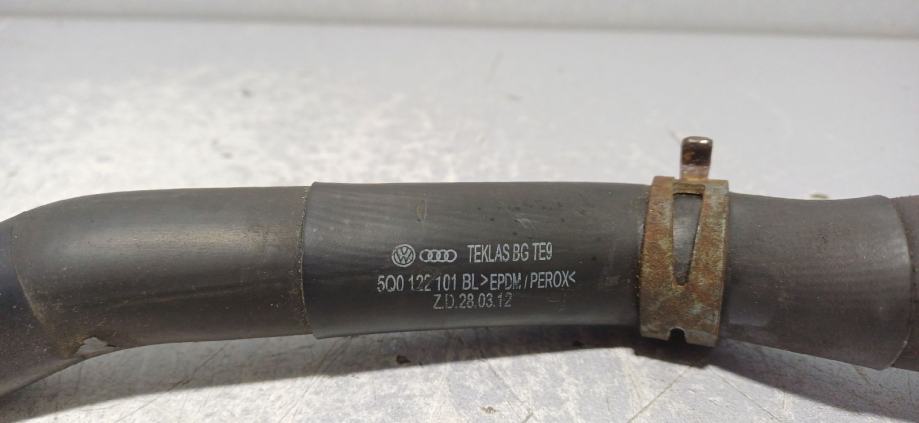 TEKLAS BG TE9
5Q0 122 101 BL >EPDM/PEROX<
Z.D.28.03.12